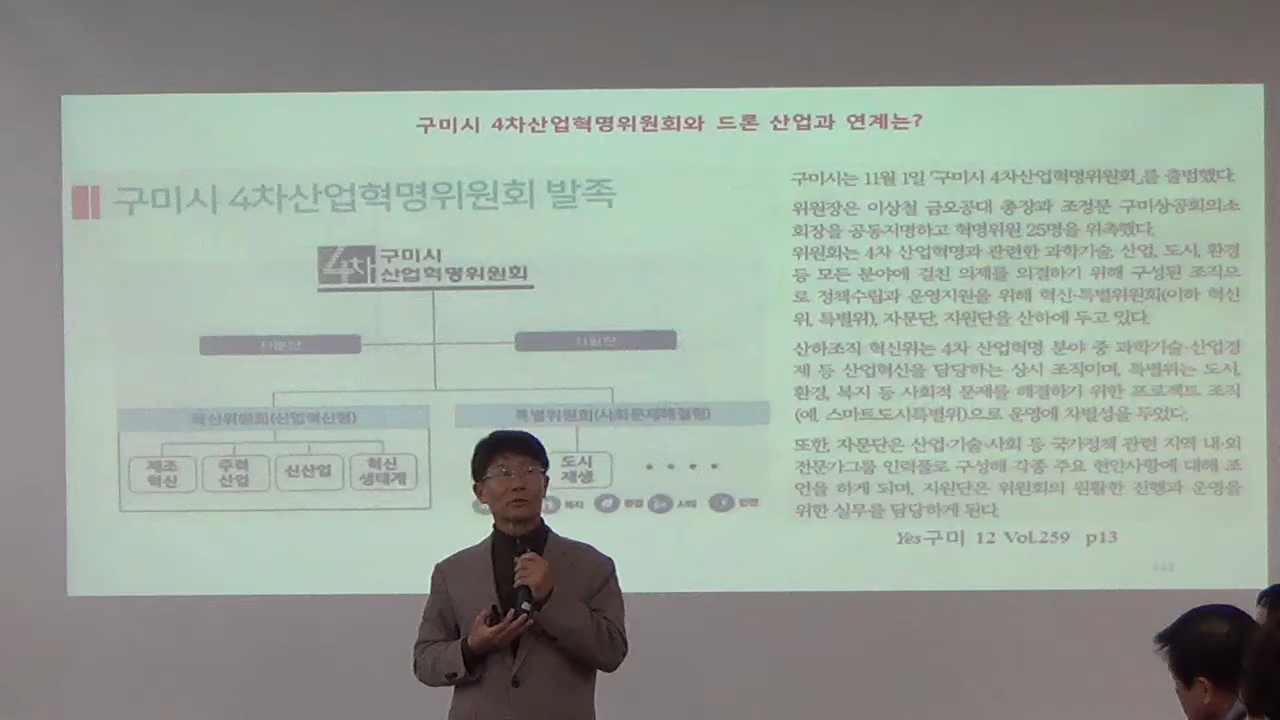 구미시 4차산업혁명위원회와 드론 산업과 연계는?
구미시 4차산업혁명위원회 발족
4차 구미시
산업혁명위원회
자문단
지원단
혁신위원회(산업혁신형)
특별위원회(사회문제해결형)
제조
혁신
주력
산업
신산업
혁신
생태계
도시
재생
• • • •
복지
환경
안전
구미시는 11월 1일 「구미시 4차산업혁명위원회」를 출범했다.
위원장은 이상철 금오공대 총장과 조정문 구미상공회의소
회장을 공동지명하고 혁명위원 25명을 위촉했다.
위원회는 4차 산업혁명과 관련한 과학기술, 산업, 도시, 환경
등 모든 분야에 걸친 의제를 의결하기 위해 구성된 조직으
로 정책수립과 운영지원을 위해 혁신·특별위원회(이하 혁신
위, 특별위), 자문단, 지원단을 산하에 두고 있다.
산하조직 혁신위는 4차 산업혁명 분야 중 과학기술·산업경
제 등 산업혁신을 담당하는 상시 조직이며, 특별위는 도시,
환경, 복지 등 사회적 문제를 해결하기 위한 프로젝트 조직
(예. 스마트도시특별위)으로 운영에 차별성을 두었다.
또한, 자문단은 산업·기술·사회 등 국가정책 관련 지역 내·외
전문가그룹 인력풀로 구성해 각종 주요 현안사항에 대해 조
언을 하게 되며, 지원단은 위원회의 원활한 진행과 운영을
위한 실무를 담당하게 된다.
Yes구미 12 Vol.259 p13